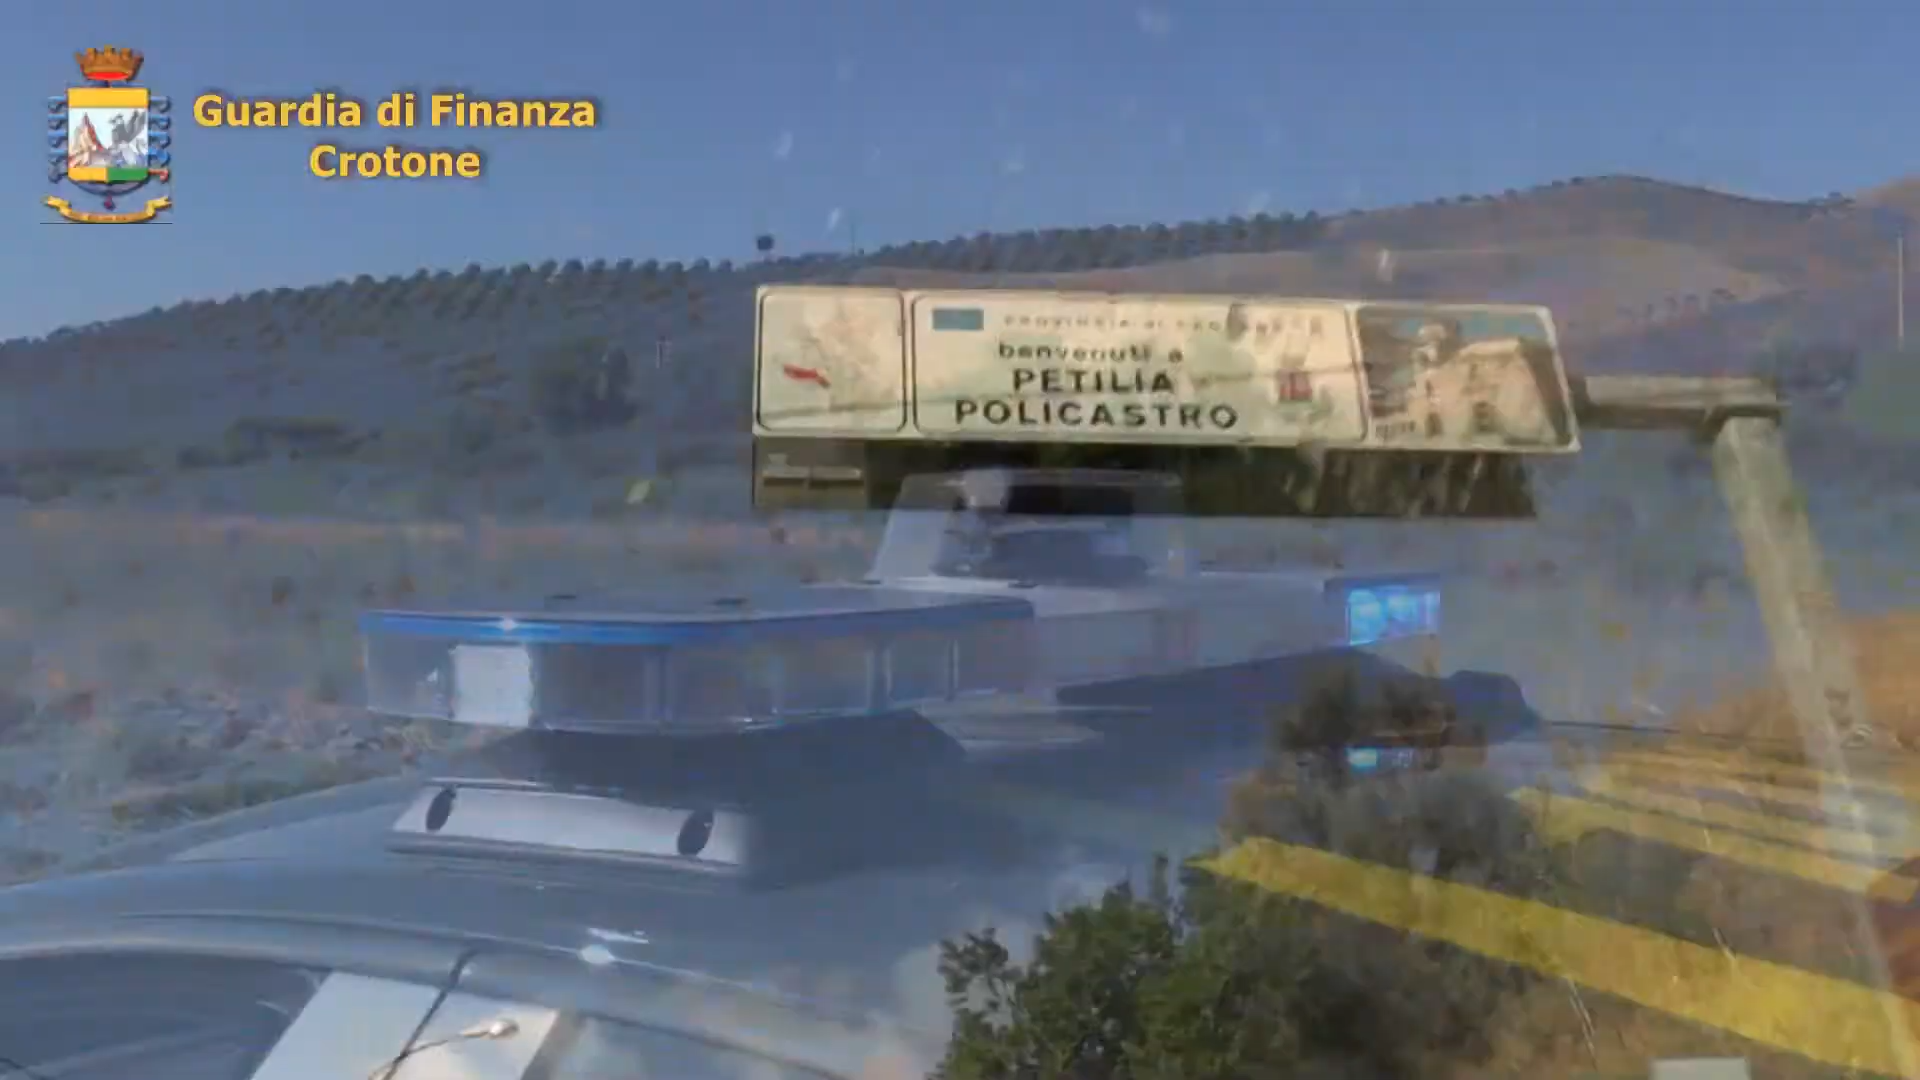 Guardia di Finanza
Crotone
benvenuti a
PETILIA
POLICASTRO